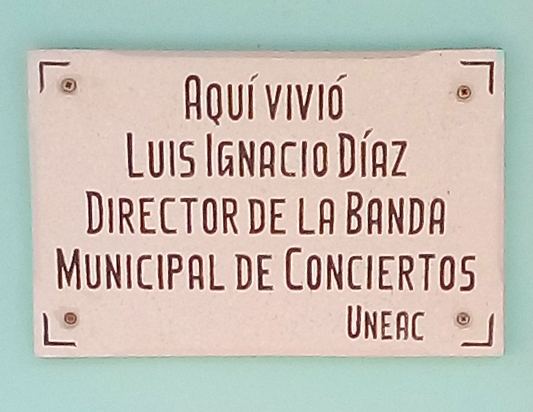 Aquí vivió
Luis Ignacio Díaz
Director de la Banda
Municipal de Conciertos
Uneac